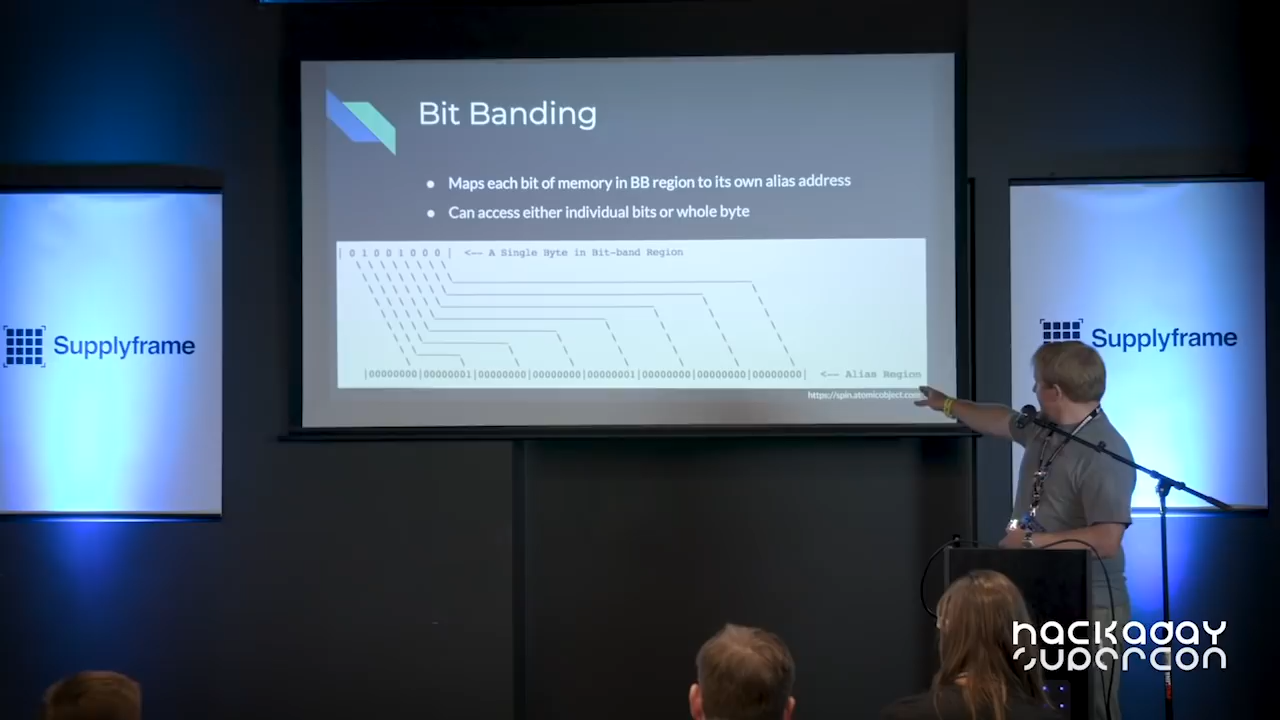 Bit Banding
● Maps each bit of memory in BB region to its own alias address
● Can access either individual bits or whole byte
| 0 1 0 0 1 0 0 0 | <-- A Single Byte in Bit-band Region
|00000000|00000001|00000000|00000000|00000001|00000000|00000000|00000000| <-- Alias Region
https://spin.atomicobject.com
Supplyframe
Supplyframe
hackaday
supercon